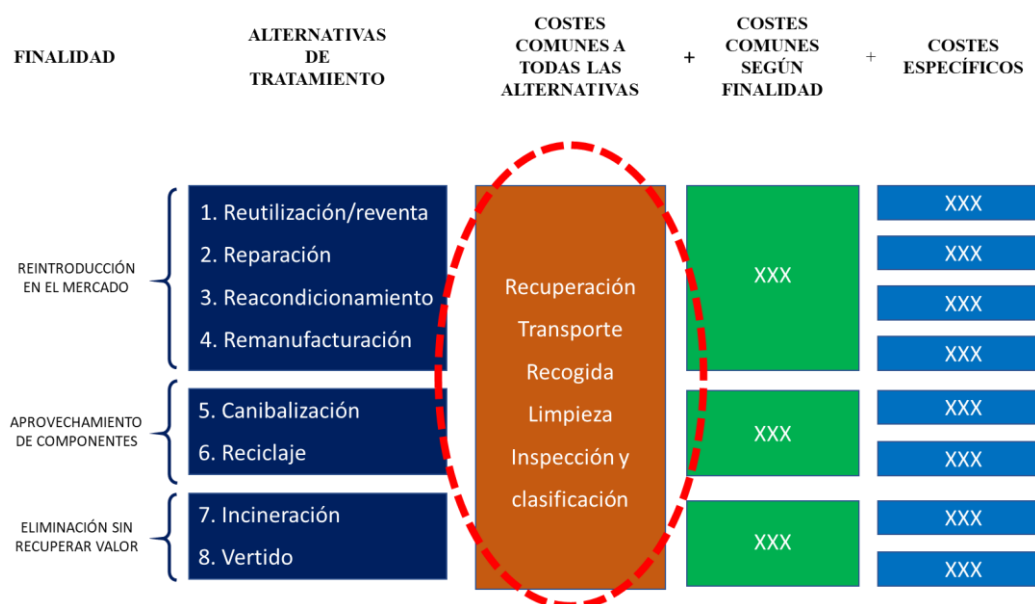 FINALIDAD
ALTERNATIVAS
DE
TRATAMIENTO
COSTES
COMUNES A
TODAS LAS
ALTERNATIVAS
+
COSTES
COMUNES
SEGÚN
FINALIDAD
+
COSTES
ESPECÍFICOS
REINTRODUCCIÓN
EN EL MERCADO
1. Reutilización/reventa
2. Reparación
3. Reacondicionamiento
4. Remanufacturación
APROVECHAMIENTO
DE COMPONENTES
5. Canibalización
6. Reciclaje
ELIMINACIÓN SIN
RECUPERAR VALOR
7. Incineración
8. Vertido
Recuperación
Transporte
Recogida
Limpieza
Inspección y
clasificación
XXX
XXX
XXX
XXX
XXX
XXX
XXX
XXX
XXX
XXX
XXX